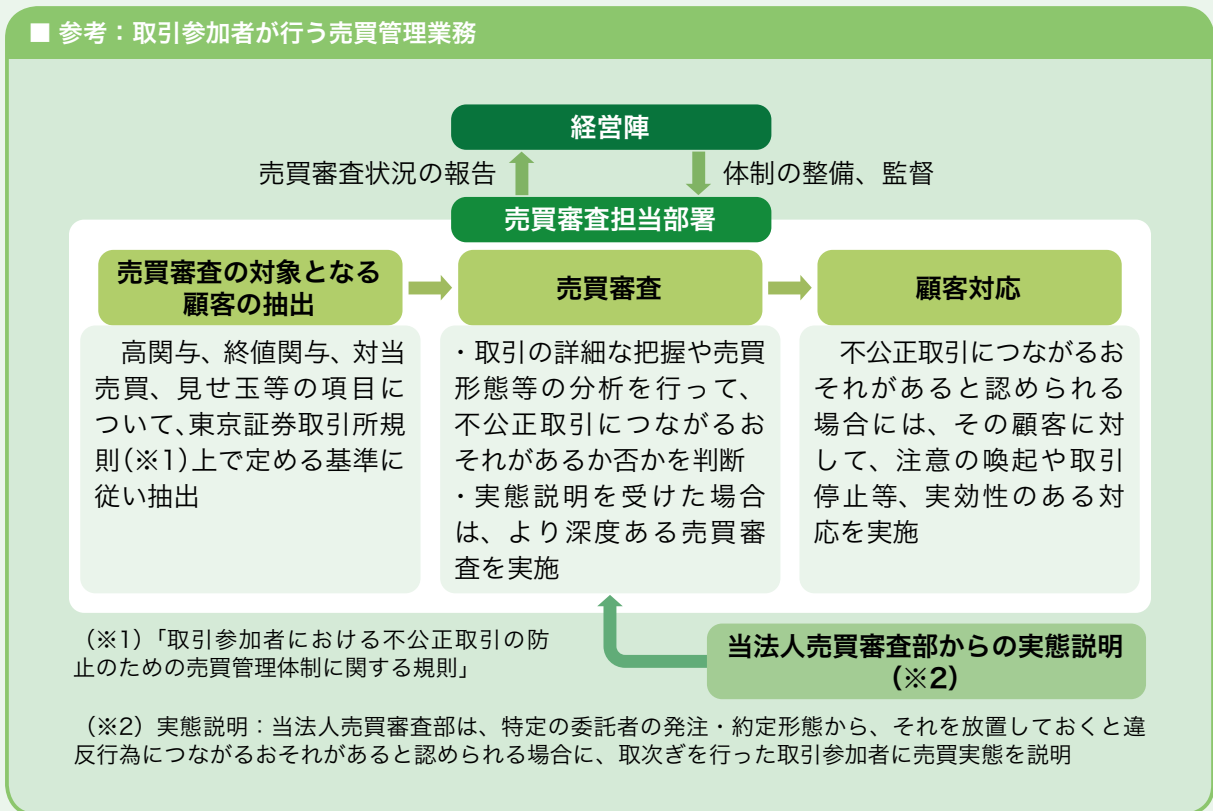 ■ 参考：取引参加者が行う売買管理業務
経営陣
売買審査状況の報告
体制の整備、監督
売買審査担当部署
売買審査の対象となる
顧客の抽出
高関与、終値関与、対当
売買、見せ玉等の項目に
ついて、東京証券取引所規
則(※1)上で定める基準に
従い抽出
売買審査
・取引の詳細な把握や売買
形態等の分析を行って、
不公正取引につながるお
それがあるか否かを判断
・実態説明を受けた場合
は、より深度ある売買審
査を実施
顧客対応
不公正取引につながるお
それがあると認められる
場合には、その顧客に対
して、注意の喚起や取引
停止等、実効性のある対
応を実施
（※1）「取引参加者における不公正取引の防
止のための売買管理体制に関する規則」
当法人売買審査部からの実態説明
(※2)
（※2）実態説明：当法人売買審査部は、特定の委託者の発注・約定形態から、それを放置しておくと違
反行為につながるおそれがあると認められる場合に、取次ぎを行った取引参加者に売買実態を説明